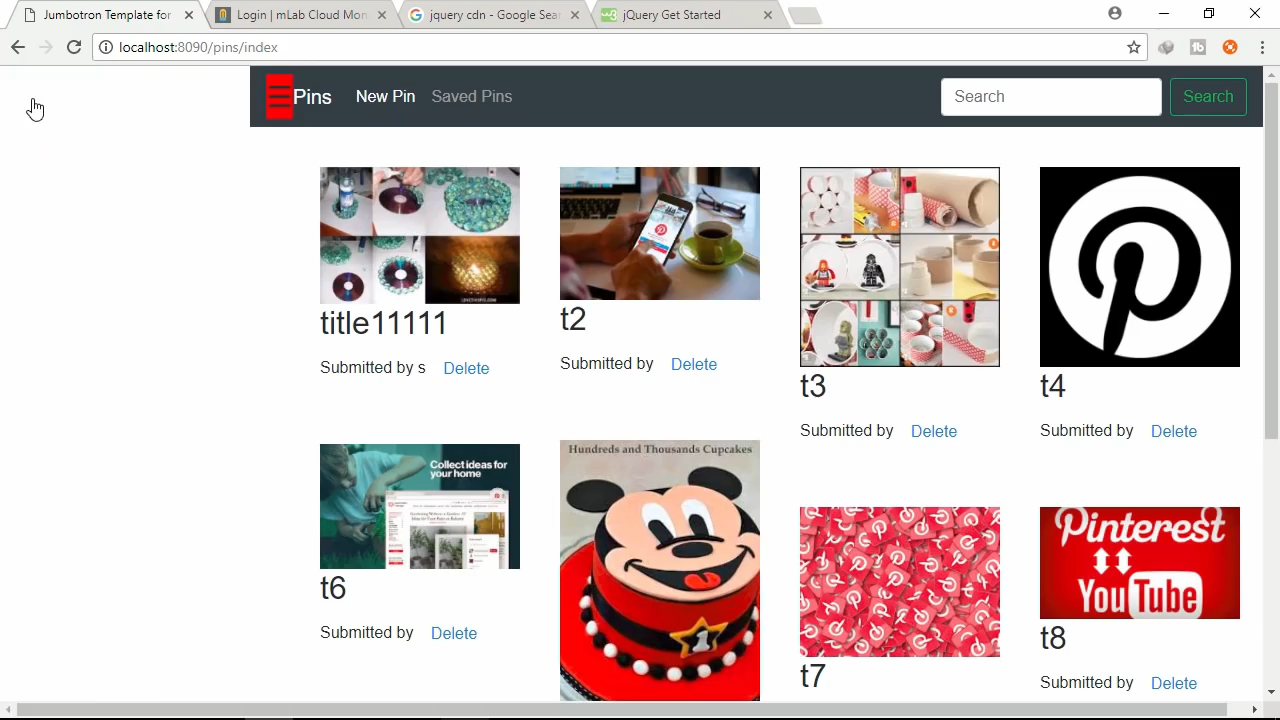 Jumbotron Template for
Login | mLab Cloud-Mon
jquery cdn - Google Sea
jQuery Get Started
localhost:8090/pins/index
Pins
New Pin
Saved Pins
Search
Search
title11111
Submitted by s
Delete
t2
Submitted by
Delete
t3
Submitted by
Delete
t4
Submitted by
Delete
Collect ideas for
your home
t6
Submitted by
Delete
Hundreds and Thousands Cupcakes
1
t7
Pinterest
YouTube
t8
Submitted by
Delete